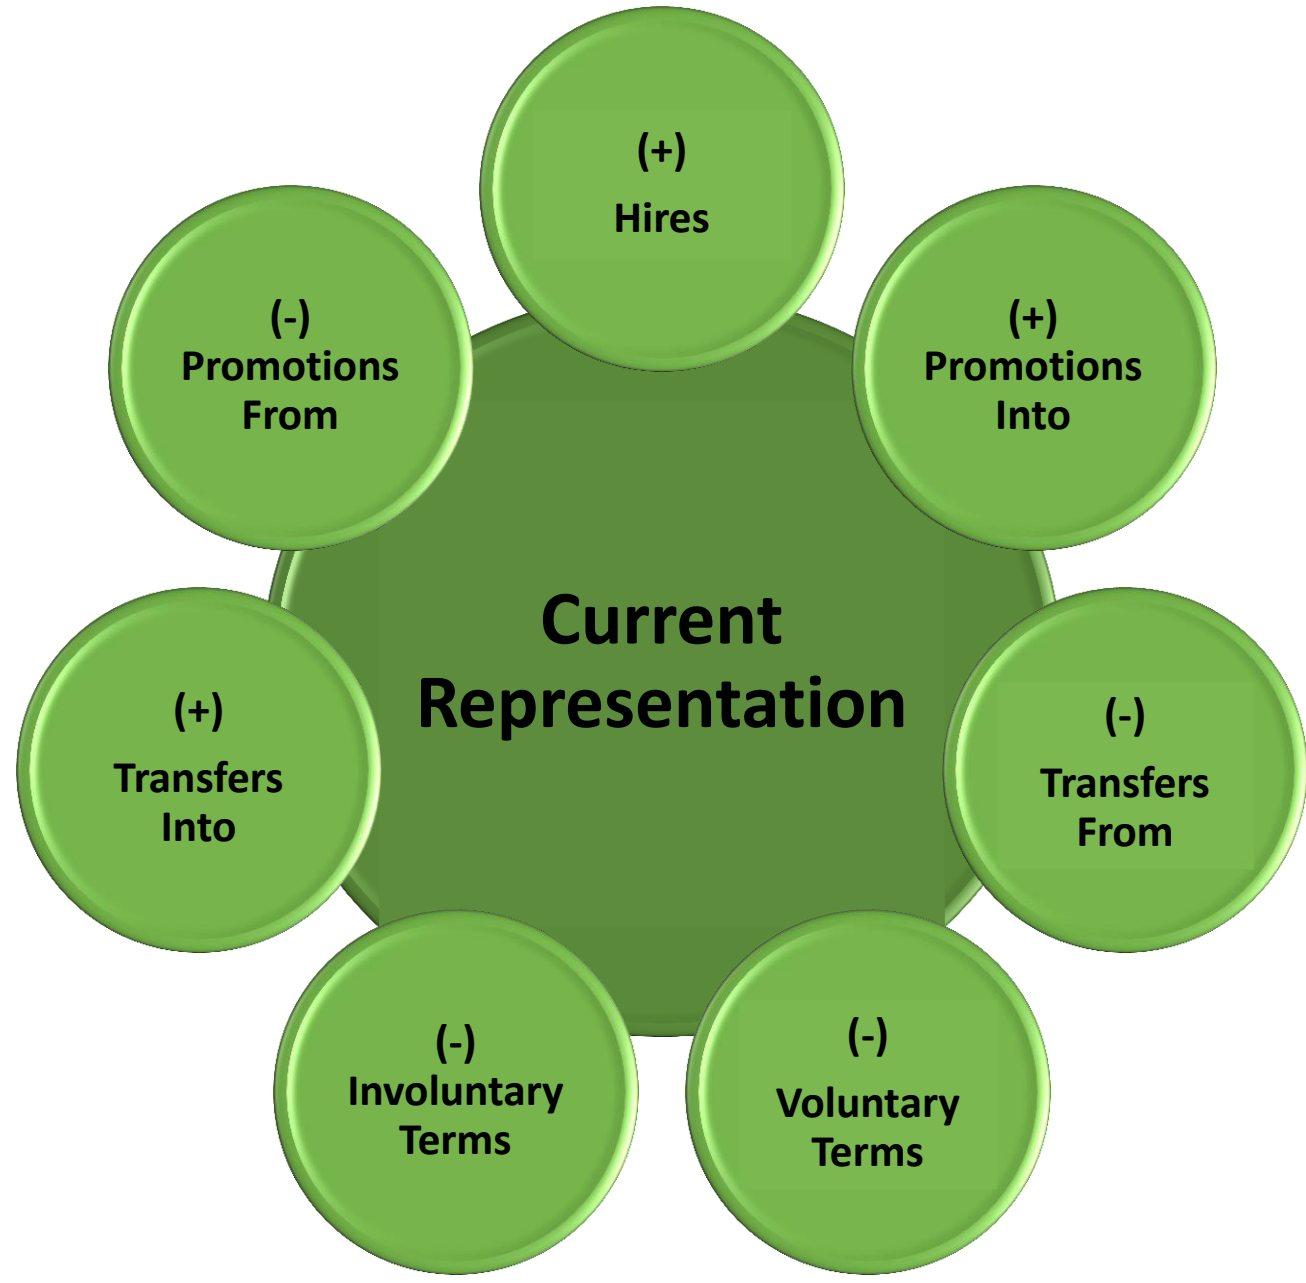 (+)
Hires
(+)
Promotions
Into
(-)
Transfers
From
(-)
Voluntary
Terms
(-)
Involuntary
Terms
(+)
Transfers
Into
(-)
Promotions
From
Current
Representation